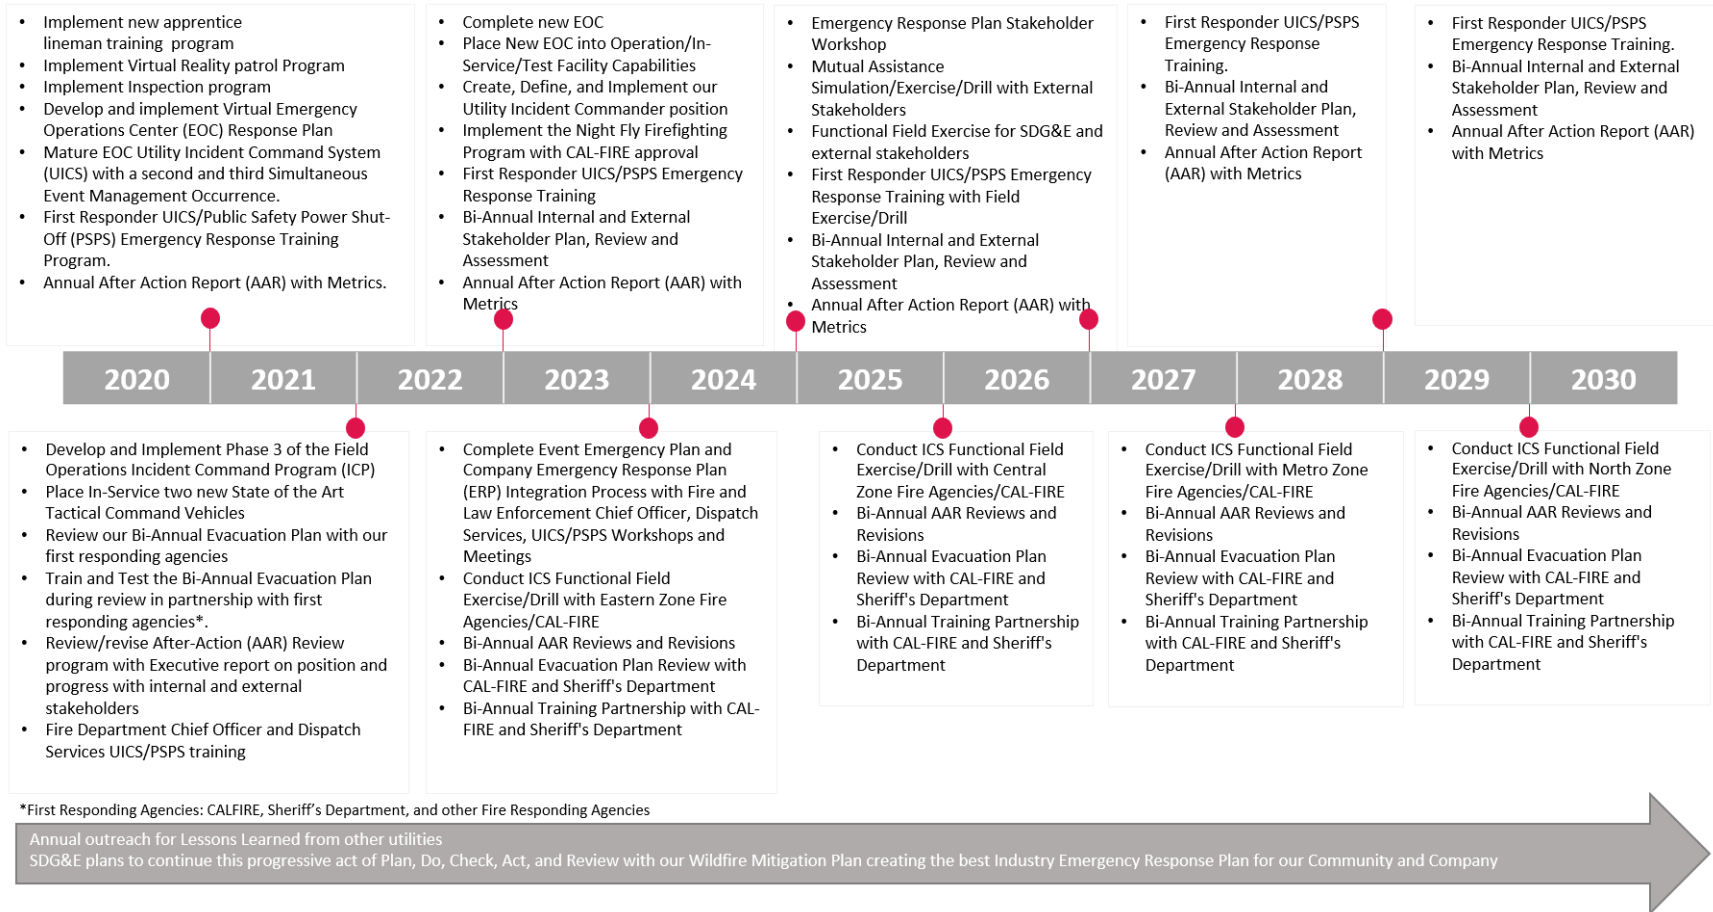 • Implement new apprentice
lineman training  program
• Implement Virtual Reality patrol Program
• Implement Inspection program
• Develop and implement Virtual Emergency
Operations Center (EOC) Response Plan
• Mature EOC Utility Incident Command System
(UICS) with a second and third Simultaneous
Event Management Occurrence.
• First Responder UICS/Public Safety Power Shut-
Off (PSPS) Emergency Response Training
Program.
• Annual After Action Report (AAR) with Metrics.
• Complete new EOC
• Place New EOC into Operation/In-
Service/Test Facility Capabilities
• Create, Define, and Implement our
Utility Incident Commander position
• Implement the Night Fly Firefighting
Program with CAL-FIRE approval
• First Responder UICS/PSPS Emergency
Response Training
• Bi-Annual Internal and External
Stakeholder Plan, Review and
Assessment
• Annual After Action Report (AAR) with
Metrics
• Emergency Response Plan Stakeholder
Workshop
• Mutual Assistance
Simulation/Exercise/Drill with External
Stakeholders
• Functional Field Exercise for SDG&E and
external stakeholders
• First Responder UICS/PSPS Emergency
Response Training with Field
Exercise/Drill
• Bi-Annual Internal and External
Stakeholder Plan, Review and
Assessment
• Annual After Action Report (AAR) with
Metrics
• First Responder UICS/PSPS
Emergency Response
Training.
• Bi-Annual Internal and
External Stakeholder Plan,
Review and Assessment
• Annual After Action Report
(AAR) with Metrics
• First Responder UICS/PSPS
Emergency Response Training.
• Bi-Annual Internal and External
Stakeholder Plan, Review and
Assessment
• Annual After Action Report (AAR)
with Metrics
2020 2021 2022 2023 2024 2025 2026 2027 2028 2029 2030
• Develop and Implement Phase 3 of the Field
Operations Incident Command Program (ICP)
• Place In-Service two new State of the Art
Tactical Command Vehicles
• Review our Bi-Annual Evacuation Plan with our
first responding agencies
• Train and Test the Bi-Annual Evacuation Plan
during review in partnership with first
responding agencies*.
• Review/revise After-Action (AAR) Review
program with Executive report on position and
progress with internal and external
stakeholders
• Fire Department Chief Officer and Dispatch
Services UICS/PSPS training
• Complete Event Emergency Plan and
Company Emergency Response Plan
(ERP) Integration Process with Fire and
Law Enforcement Chief Officer, Dispatch
Services, UICS/PSPS Workshops and
Meetings
• Conduct ICS Functional Field
Exercise/Drill with Eastern Zone Fire
Agencies/CAL-FIRE
• Bi-Annual AAR Reviews and Revisions
• Bi-Annual Evacuation Plan Review with
CAL-FIRE and Sheriff's Department
• Bi-Annual Training Partnership with CAL-
FIRE and Sheriff's Department
• Conduct ICS Functional Field
Exercise/Drill with Central
Zone Fire Agencies/CAL-FIRE
• Bi-Annual AAR Reviews and
Revisions
• Bi-Annual Evacuation Plan
Review with CAL-FIRE and
Sheriff's Department
• Bi-Annual Training Partnership
with CAL-FIRE and Sheriff's
Department
• Conduct ICS Functional Field
Exercise/Drill with Metro Zone
Fire Agencies/CAL-FIRE
• Bi-Annual AAR Reviews and
Revisions
• Bi-Annual Evacuation Plan
Review with CAL-FIRE and
Sheriff's Department
• Bi-Annual Training Partnership
with CAL-FIRE and Sheriff's
Department
• Conduct ICS Functional Field
Exercise/Drill with North Zone
Fire Agencies/CAL-FIRE
• Bi-Annual AAR Reviews and
Revisions
• Bi-Annual Evacuation Plan
Review with CAL-FIRE and
Sheriff's Department
• Bi-Annual Training Partnership
with CAL-FIRE and Sheriff's
Department
*First Responding Agencies: CALFIRE, Sheriff’s Department, and other Fire Responding Agencies
Annual outreach for Lessons Learned from other utilities
SDG&E plans to continue this progressive act of Plan, Do, Check, Act, and Review with our Wildfire Mitigation Plan creating the best Industry Emergency Response Plan for our Community and Company